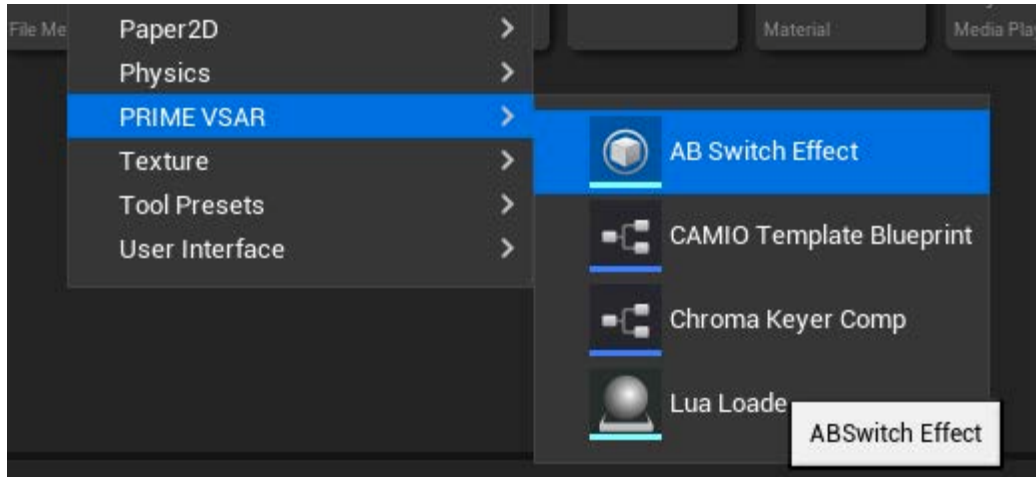 File Me
Material
Media Pla
Paper2D
Physics
PRIME VSAR
Texture
Tool Presets
User Interface
AB Switch Effect
CAMIO Template Blueprint
Chroma Keyer Comp
Lua Loade
ABSwitch Effect